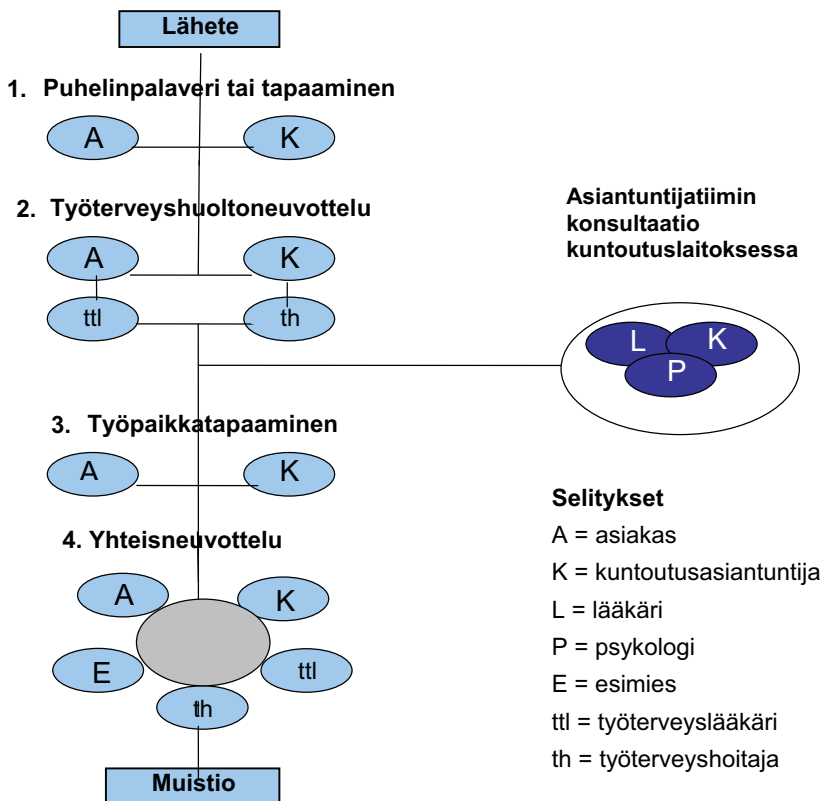 Lähete
1. Puhelinpalaveri tai tapaaminen
A K
2. Työterveyshuoltoneuvottelu
A K
ttl th
Asiantuntijatiimin
konsultaatio
kuntoutuslaitoksessa
L K
P
3. Työpaikkatapaaminen
A K
4. Yhteisneuvottelu
A K
E ttl
th
Muistio
Selitykset
A = asiakas
K = kuntoutusasiantuntija
L = lääkäri
P = psykologi
E = esimies
ttl = työterveyslääkäri
th = työterveyshoitaja